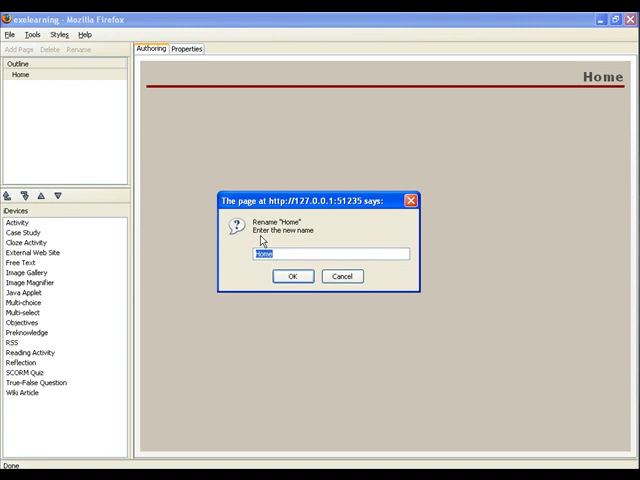 exelearning - Mozilla Firefox
File Tools Styles Help
Add Page Delete Rename
Authoring Properties
Outline
Home
Home
The page at http://127.0.0.1:51235 says:
Rename "Home"
Enter the new name
Home
OK Cancel
iDevices
Activity
Case Study
Cloze Activity
External Web Site
Free Text
Image Gallery
Image Magnifier
Java Applet
Multi-choice
Multi-select
Objectives
Preknowledge
RSS
Reading Activity
Reflection
SCORM Quiz
True-False Question
Wiki Article
Done